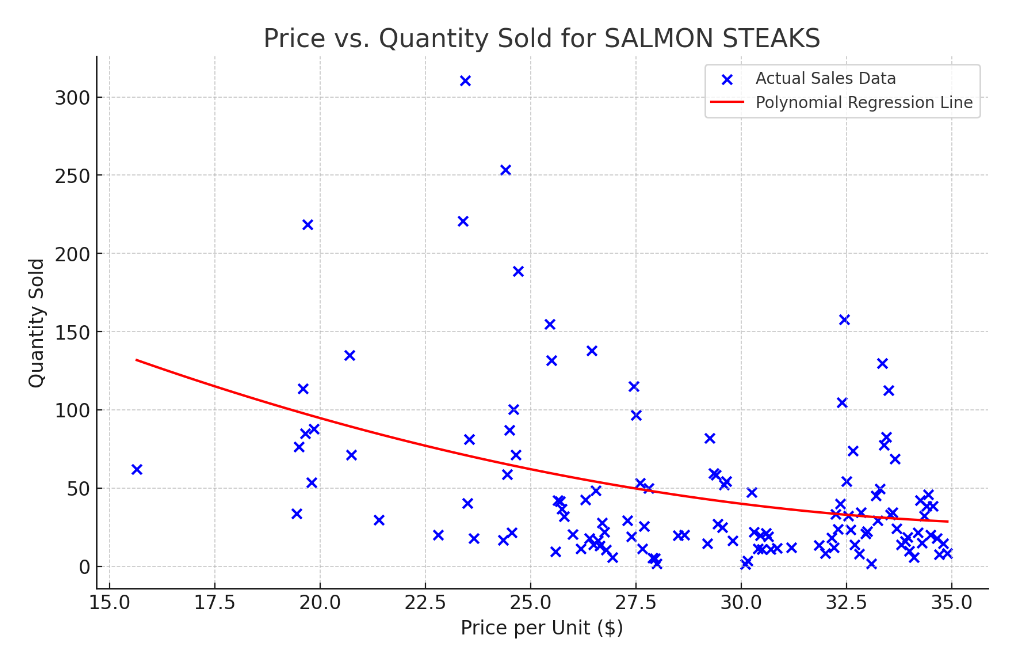 Price vs. Quantity Sold for SALMON STEAKS
Actual Sales Data
Polynomial Regression Line
Quantity Sold
300
250
200
150
100
50
0
15.0 17.5 20.0 22.5 25.0 27.5 30.0 32.5 35.0
Price per Unit ($)